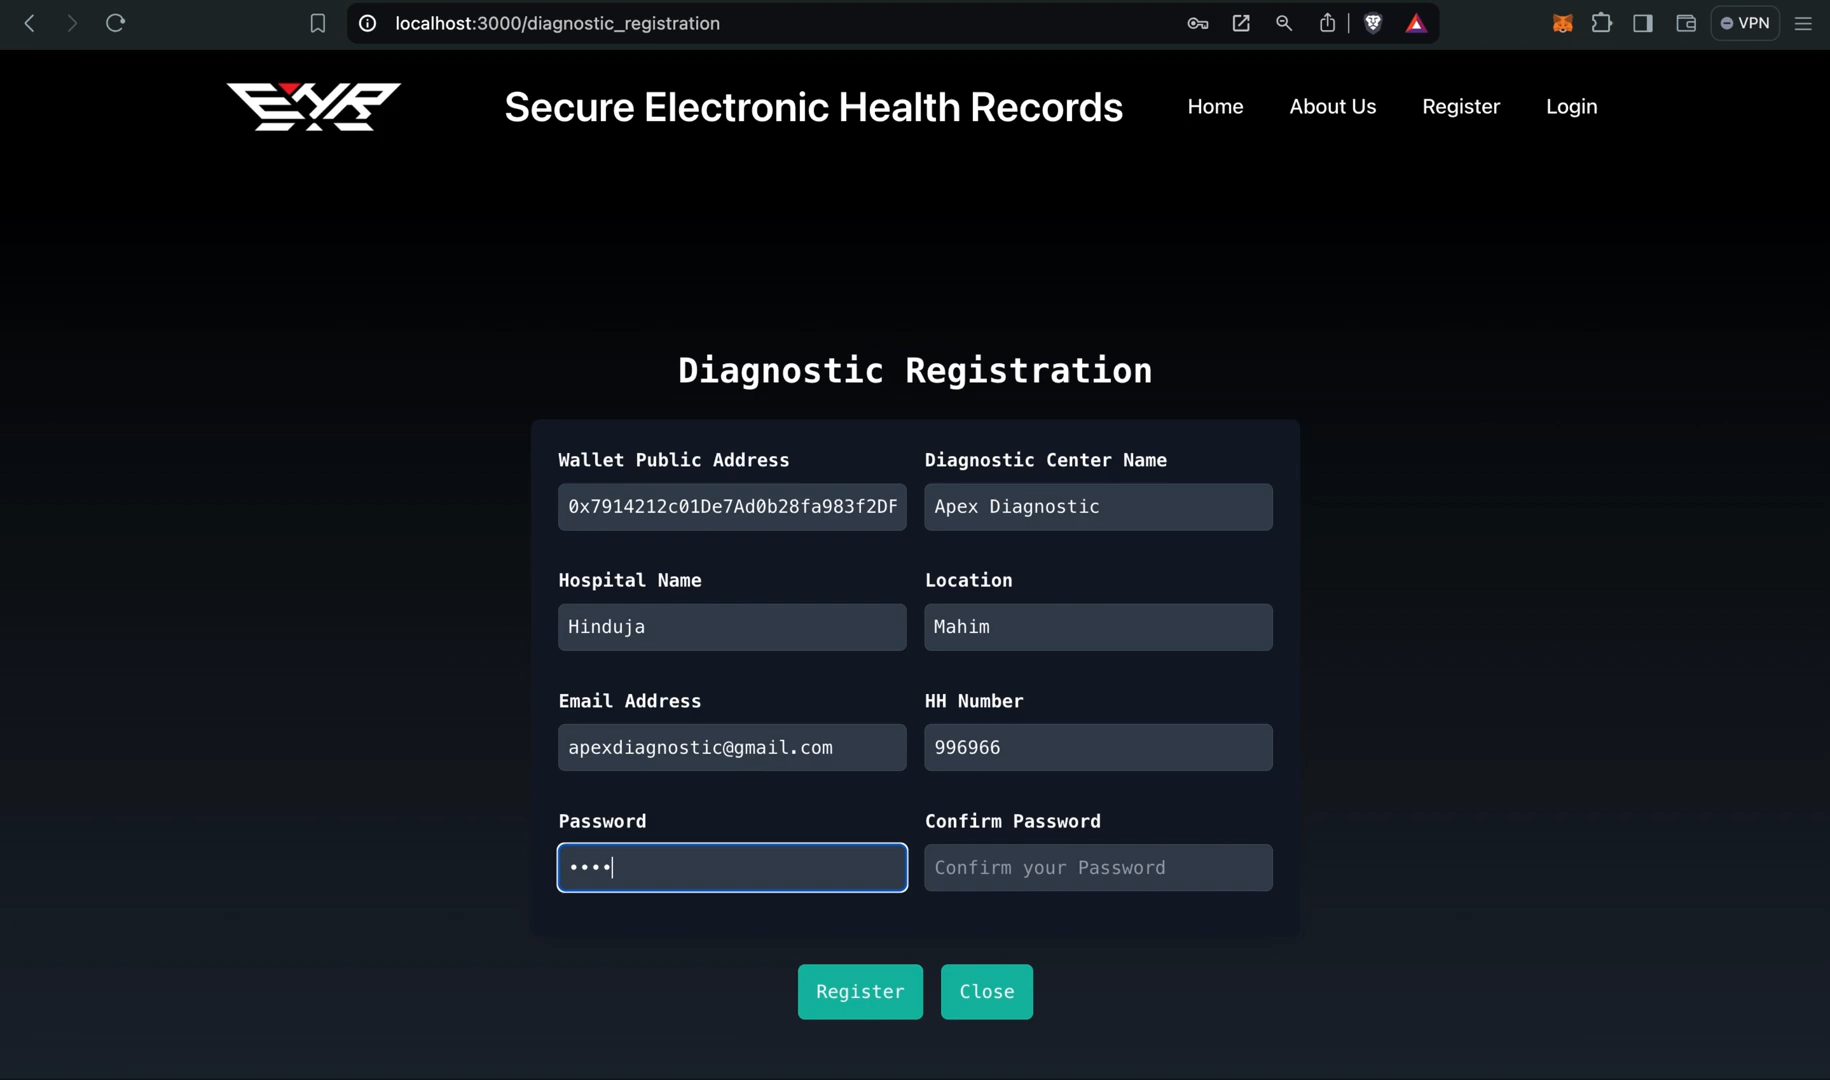 localhost:3000/diagnostic_registration
VPN
EYR
Secure Electronic Health Records
Home
About Us
Register
Login
Diagnostic Registration
Wallet Public Address
Diagnostic Center Name
0x7914212c01De7Ad0b28fa983f2DF
Apex Diagnostic
Hospital Name
Location
Hinduja
Mahim
Email Address
HH Number
apexdiagnostic@gmail.com
996966
Password
Confirm Password
••••
Confirm your Password
Register
Close